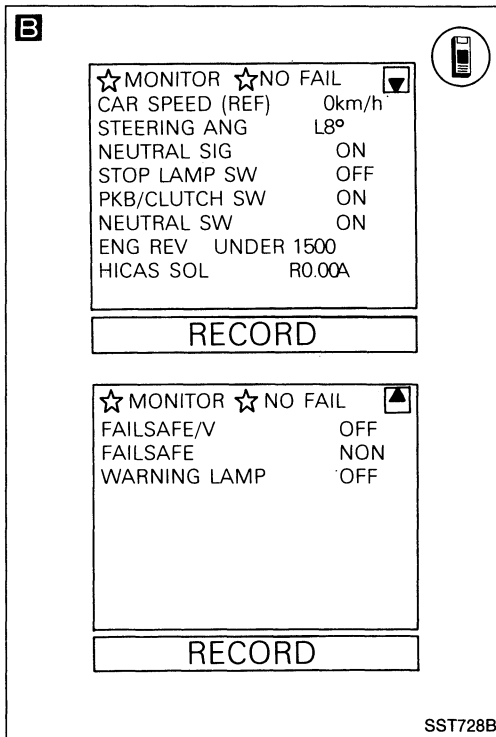 B
☆MONITOR ☆NO FAIL ▼
CAR SPEED (REF) 0km/h
STEERING ANG L8º
NEUTRAL SIG ON
STOP LAMP SW OFF
PKB/CLUTCH SW ON
NEUTRAL SW ON
ENG REV UNDER 1500
HICAS SOL R0.00A
RECORD
☆ MONITOR ☆ NO FAIL ▲
FAILSAFE/V OFF
FAILSAFE NON
WARNING LAMP OFF
RECORD
SST728B